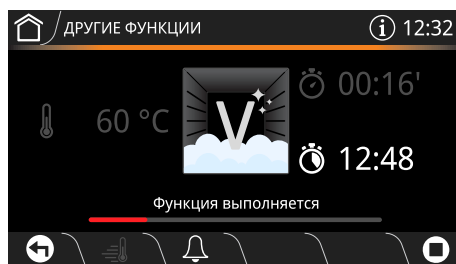 ДРУГИЕ ФУНКЦИИ
i 12:32
60 °C
V
00:16'
12:48
Функция выполняется